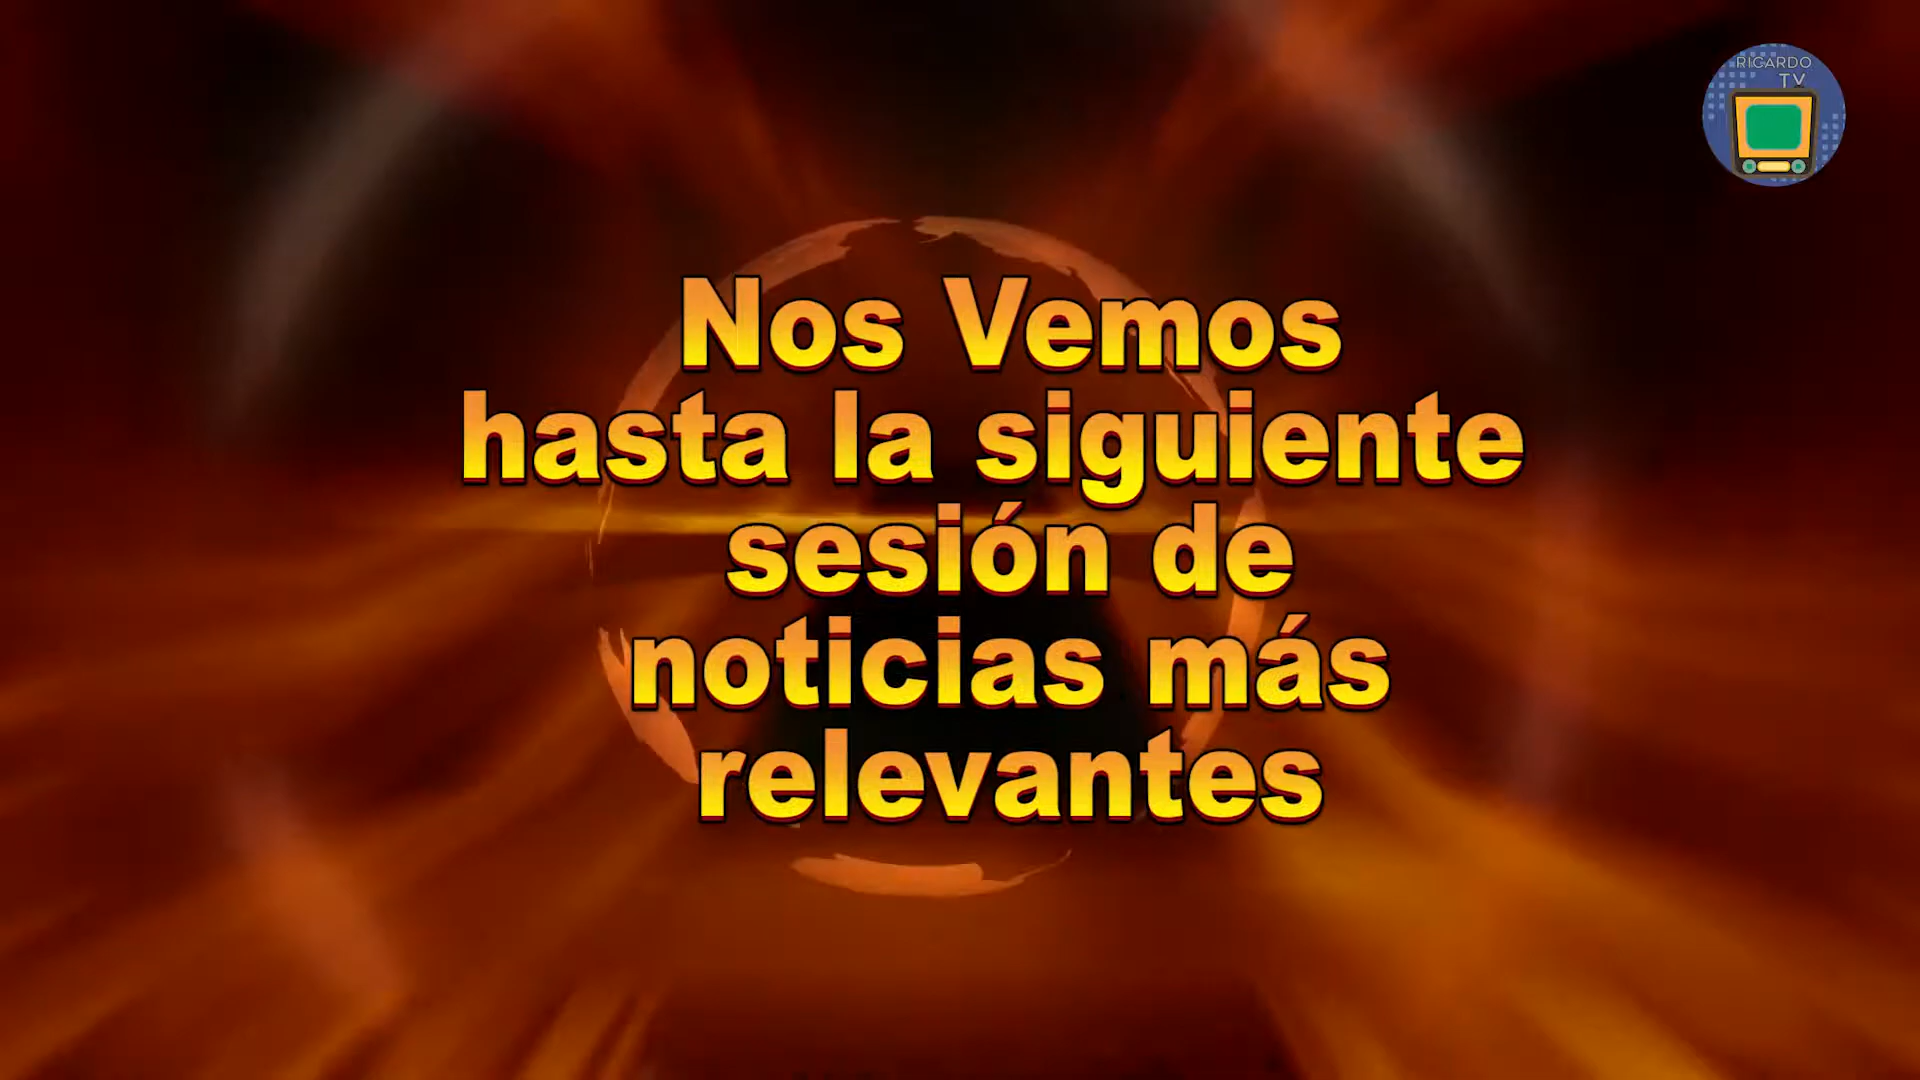 RICARDO
TV
Nos Vemos
hasta la siguiente
sesión de
noticias más
relevantes